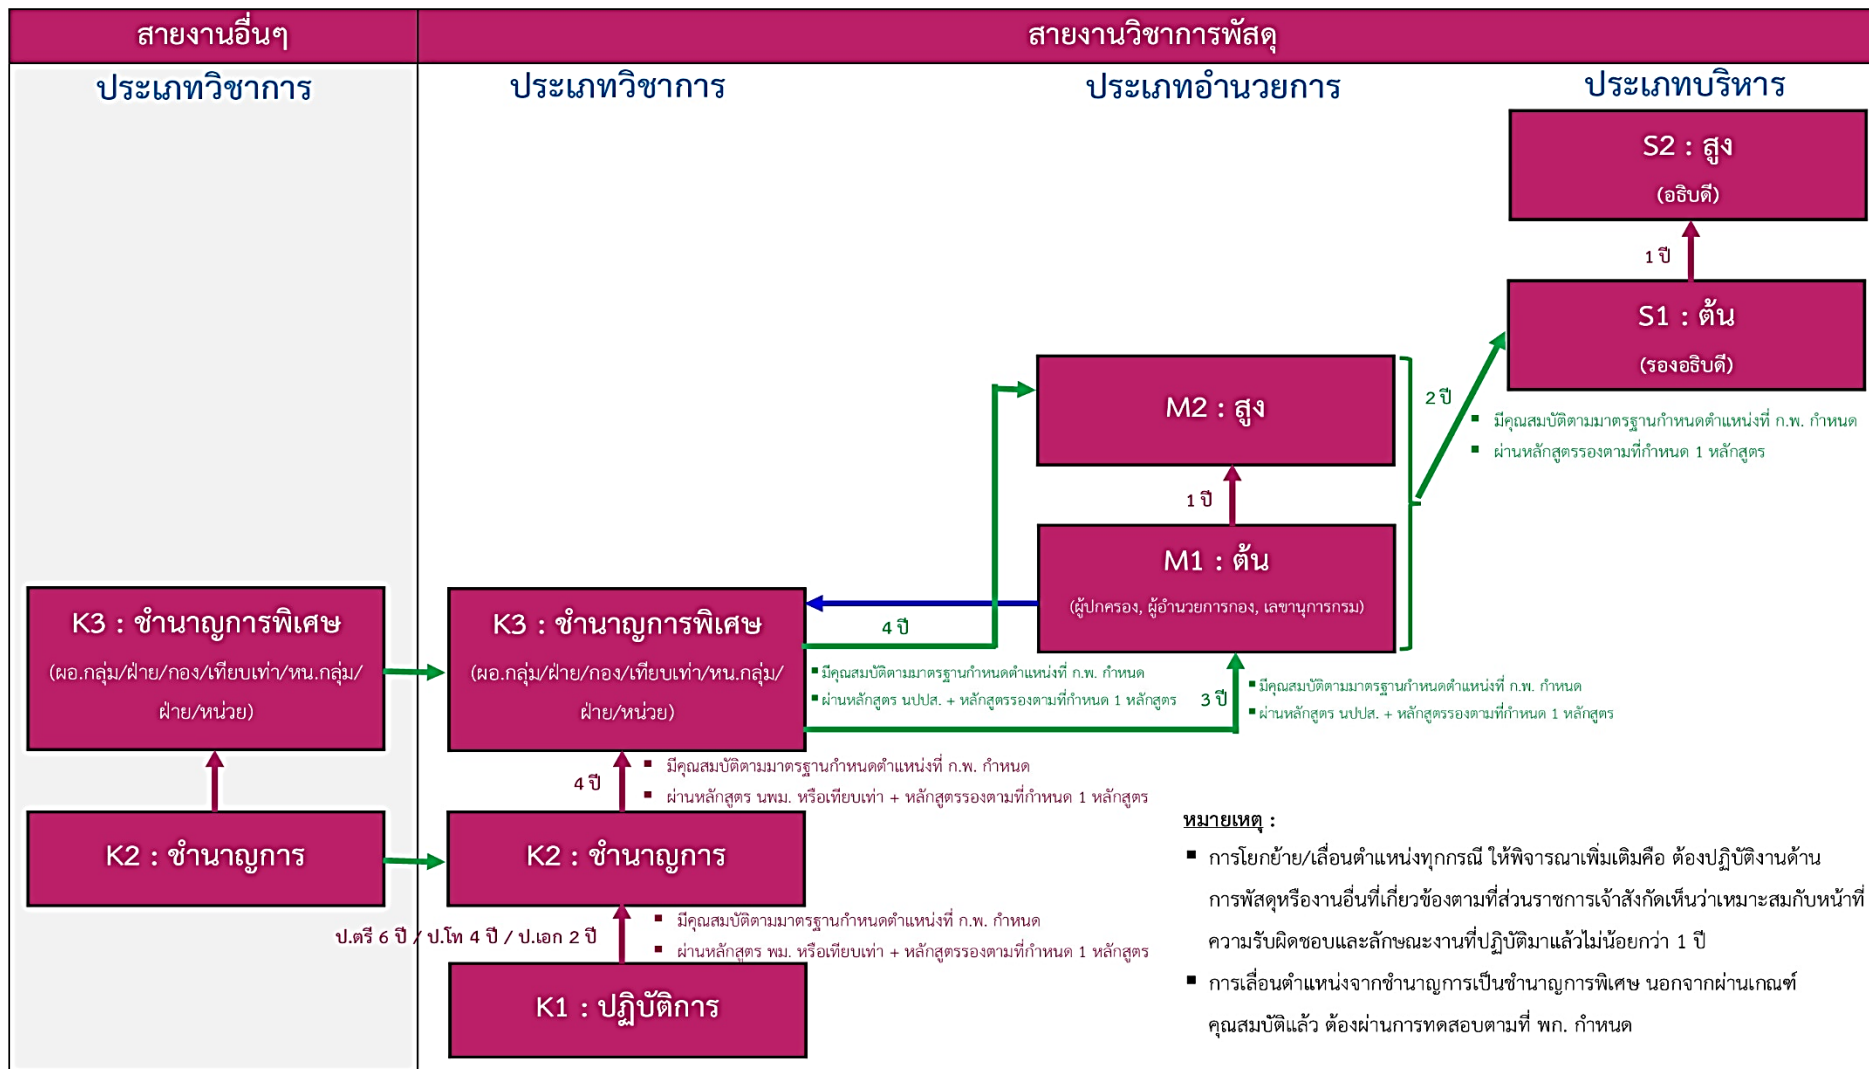 สายงานอื่นๆ
สายงานวิชาการพัสดุ
ประเภทวิชาการ
ประเภทวิชาการ
ประเภทอำนวยการ
ประเภทบริหาร
S2 : สูง
(อธิบดี)
1 ปี
S1 : ต้น
(รองอธิบดี)
2 ปี
▪ มีคุณสมบัติตามมาตรฐานกำหนดตำแหน่งที่ ก.พ. กำหนด
▪ ผ่านหลักสูตรรองตามที่กำหนด 1 หลักสูตร
M2 : สูง
1 ปี
M1 : ต้น
(ผู้ปกครอง, ผู้อำนวยการกอง, เลขานุการกรม)
K3 : ชำนาญการพิเศษ
(ผอ.กลุ่ม/ฝ่าย/กอง/เทียบเท่า/หน.กลุ่ม/
ฝ่าย/หน่วย)
K3 : ชำนาญการพิเศษ
(ผอ.กลุ่ม/ฝ่าย/กอง/เทียบเท่า/หน.กลุ่ม/
ฝ่าย/หน่วย)
4 ปี
▪ มีคุณสมบัติตามมาตรฐานกำหนดตำแหน่งที่ ก.พ. กำหนด
▪ ผ่านหลักสูตร นปปส. + หลักสูตรรองตามที่กำหนด 1 หลักสูตร
3 ปี
▪ มีคุณสมบัติตามมาตรฐานกำหนดตำแหน่งที่ ก.พ. กำหนด
▪ ผ่านหลักสูตร นปปส. + หลักสูตรรองตามที่กำหนด 1 หลักสูตร
4 ปี
▪ มีคุณสมบัติตามมาตรฐานกำหนดตำแหน่งที่ ก.พ. กำหนด
▪ ผ่านหลักสูตร นพม. หรือเทียบเท่า + หลักสูตรรองตามที่กำหนด 1 หลักสูตร
K2 : ชำนาญการ
K2 : ชำนาญการ
ป.ตรี 6 ปี / ป.โท 4 ปี / ป.เอก 2 ปี
▪ มีคุณสมบัติตามมาตรฐานกำหนดตำแหน่งที่ ก.พ. กำหนด
▪ ผ่านหลักสูตร พม. หรือเทียบเท่า + หลักสูตรรองตามที่กำหนด 1 หลักสูตร
K1 : ปฏิบัติการ
หมายเหตุ :
▪ การโยกย้าย/เลื่อนตำแหน่งทุกกรณี ให้พิจารณาเพิ่มเติมคือ ต้องปฏิบัติงานด้าน
การพัสดุหรืองานอื่นที่เกี่ยวข้องตามที่ส่วนราชการเจ้าสังกัดเห็นว่าเหมาะสมกับหน้าที่
ความรับผิดชอบและลักษณะงานที่ปฏิบัติมาแล้วไม่น้อยกว่า 1 ปี
▪ การเลื่อนตำแหน่งจากชำนาญการเป็นชำนาญการพิเศษ นอกจากผ่านเกณฑ์
คุณสมบัติแล้ว ต้องผ่านการทดสอบตามที่ พก. กำหนด